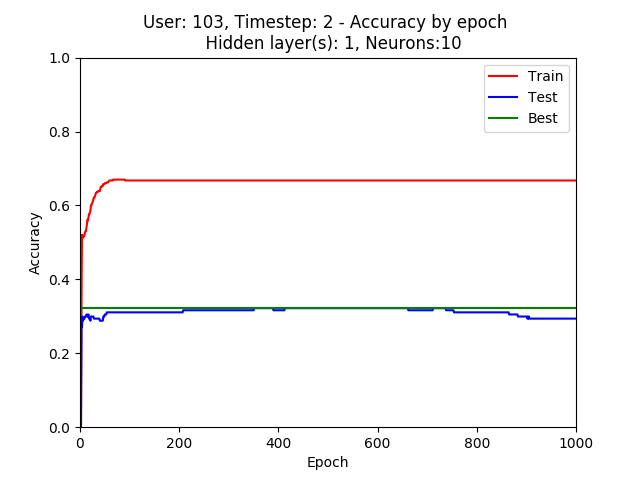 User: 103, Timestep: 2 - Accuracy by epoch
Hidden layer(s): 1, Neurons:10
1.0
0.8
0.6
0.4
0.2
0.0
Accuracy
Train
Test
Best
0
200
400
600
800
1000
Epoch